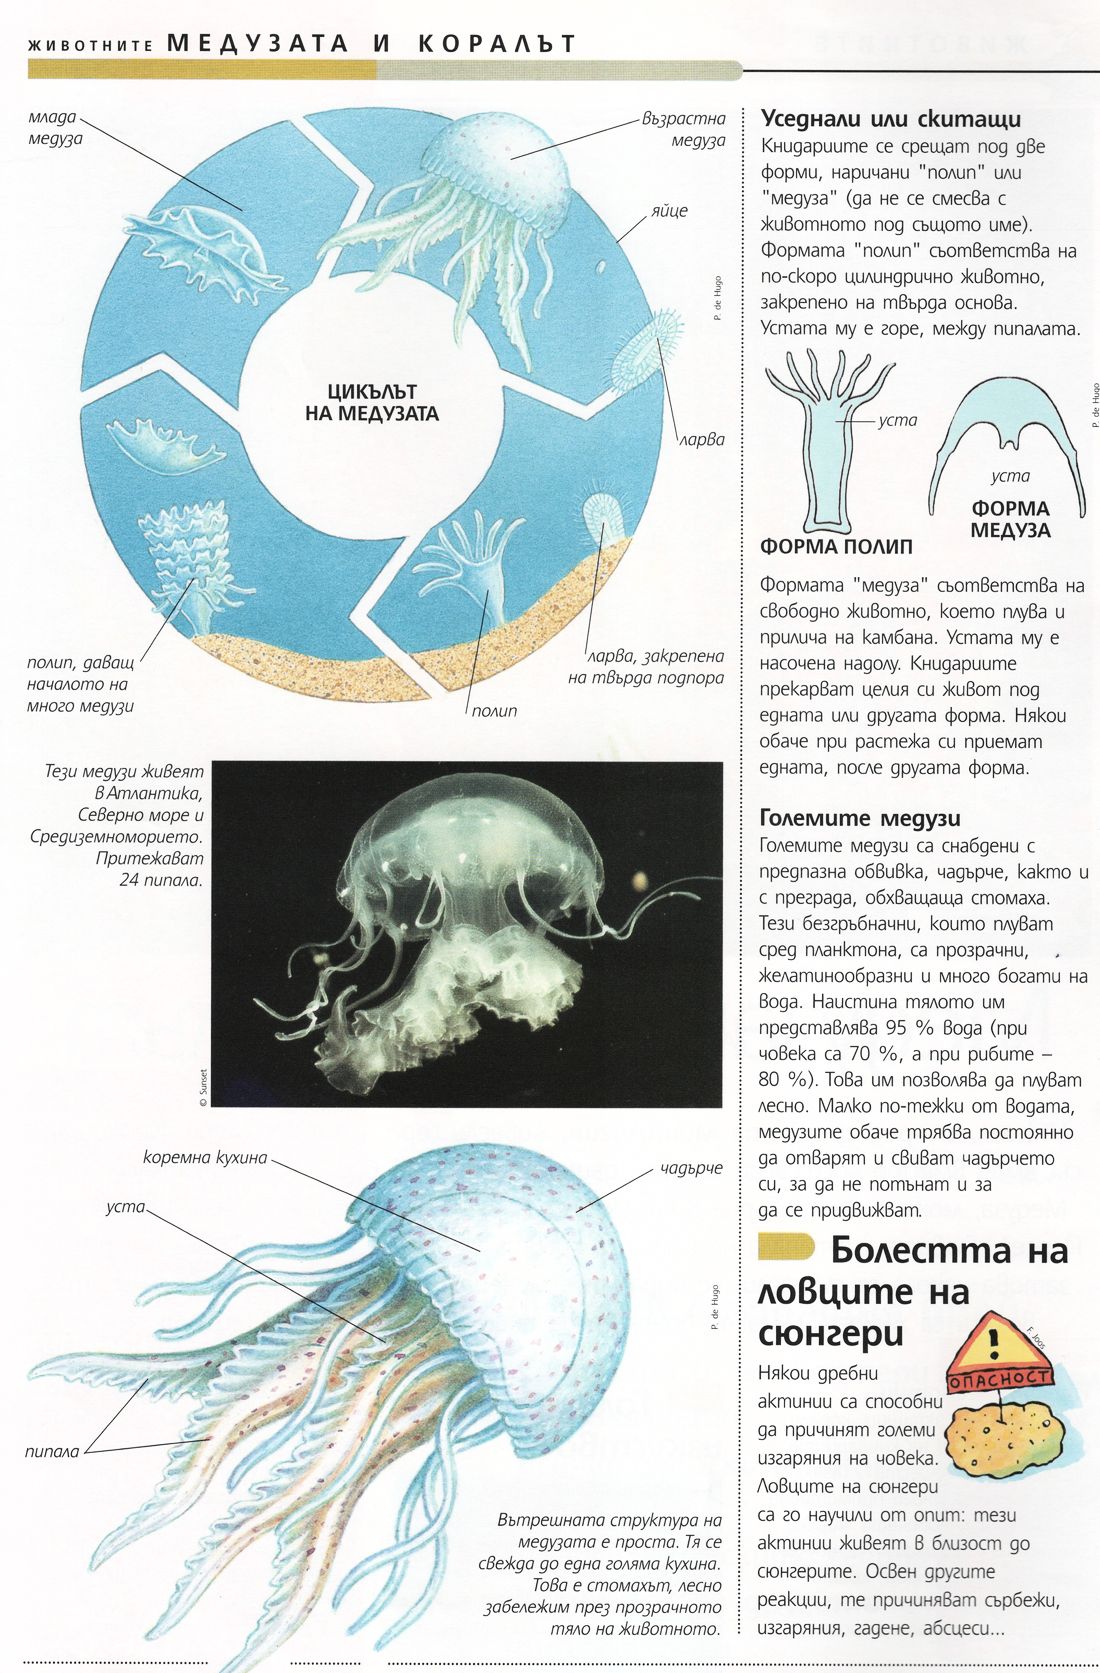 ЖИВОТНИТЕ МЕДУЗАТА И КОРАЛЪТ
млада
медуза
възрастна
медуза
яйце
P. de Hugo
ЦИКЪЛЪТ
НА МЕДУЗАТА
ларва
полип, даващ
началото на
много медузи
ларва, закрепена
на твърда подпора
полип
Тези медузи живеят
в Атлантика,
Северно море и
Средиземноморието.
Притежават
24 пипала.
© Sunset
коремна кухина
чадърче
уста
P. de Hugo
пипала
Вътрешната структура на
медузата е проста. Тя се
свежда до една голяма кухина.
Това е стомахът, лесно
забележим през прозрачното
тяло на животното.
Уседнали или скитащи
Книдариите се срещат под две
форми, наричани "полип" или
"медуза" (да не се смесва с
животното под същото име).
Формата "полип" съответства на
по-скоро цилиндрично животно,
закрепено на твърда основа.
Устата му е горе, между пипалата.
уста
P. de Hugo
уста
ФОРМА
МЕДУЗА
ФОРМА ПОЛИП
Формата "медуза" съответства на
свободно животно, което плува и
прилича на камбана. Устата му е
насочена надолу. Книдариите
прекарват целия си живот под
едната или другата форма. Някои
обаче при растежа си приемат
едната, после другата форма.
Големите медузи
Големите медузи са снабдени с
предпазна обвивка, чадърче, както и
с преграда, обхващаща стомаха.
Тези безгръбначни, които плуват
сред планктона, са прозрачни,
желатинообразни и много богати на
вода. Наистина тялото им
представлява 95 % вода (при
човека са 70 %, а при рибите –
80 %). Това им позволява да плуват
лесно. Малко по-тежки от водата,
медузите обаче трябва постоянно
да отварят и свиват чадърчето
си, за да не потънат и за
да се придвижват.
Болестта на
ловците на
сюнгери
F. Joos
ОПАСНОСТ
Някои дребни
актинии са способни
да причинят големи
изгаряния на човека.
Ловците на сюнгери
са го научили от опит: тези
актинии живеят в близост до
сюнгерите. Освен другите
реакции, те причиняват сърбежи,
изгаряния, гадене, абсцеси...